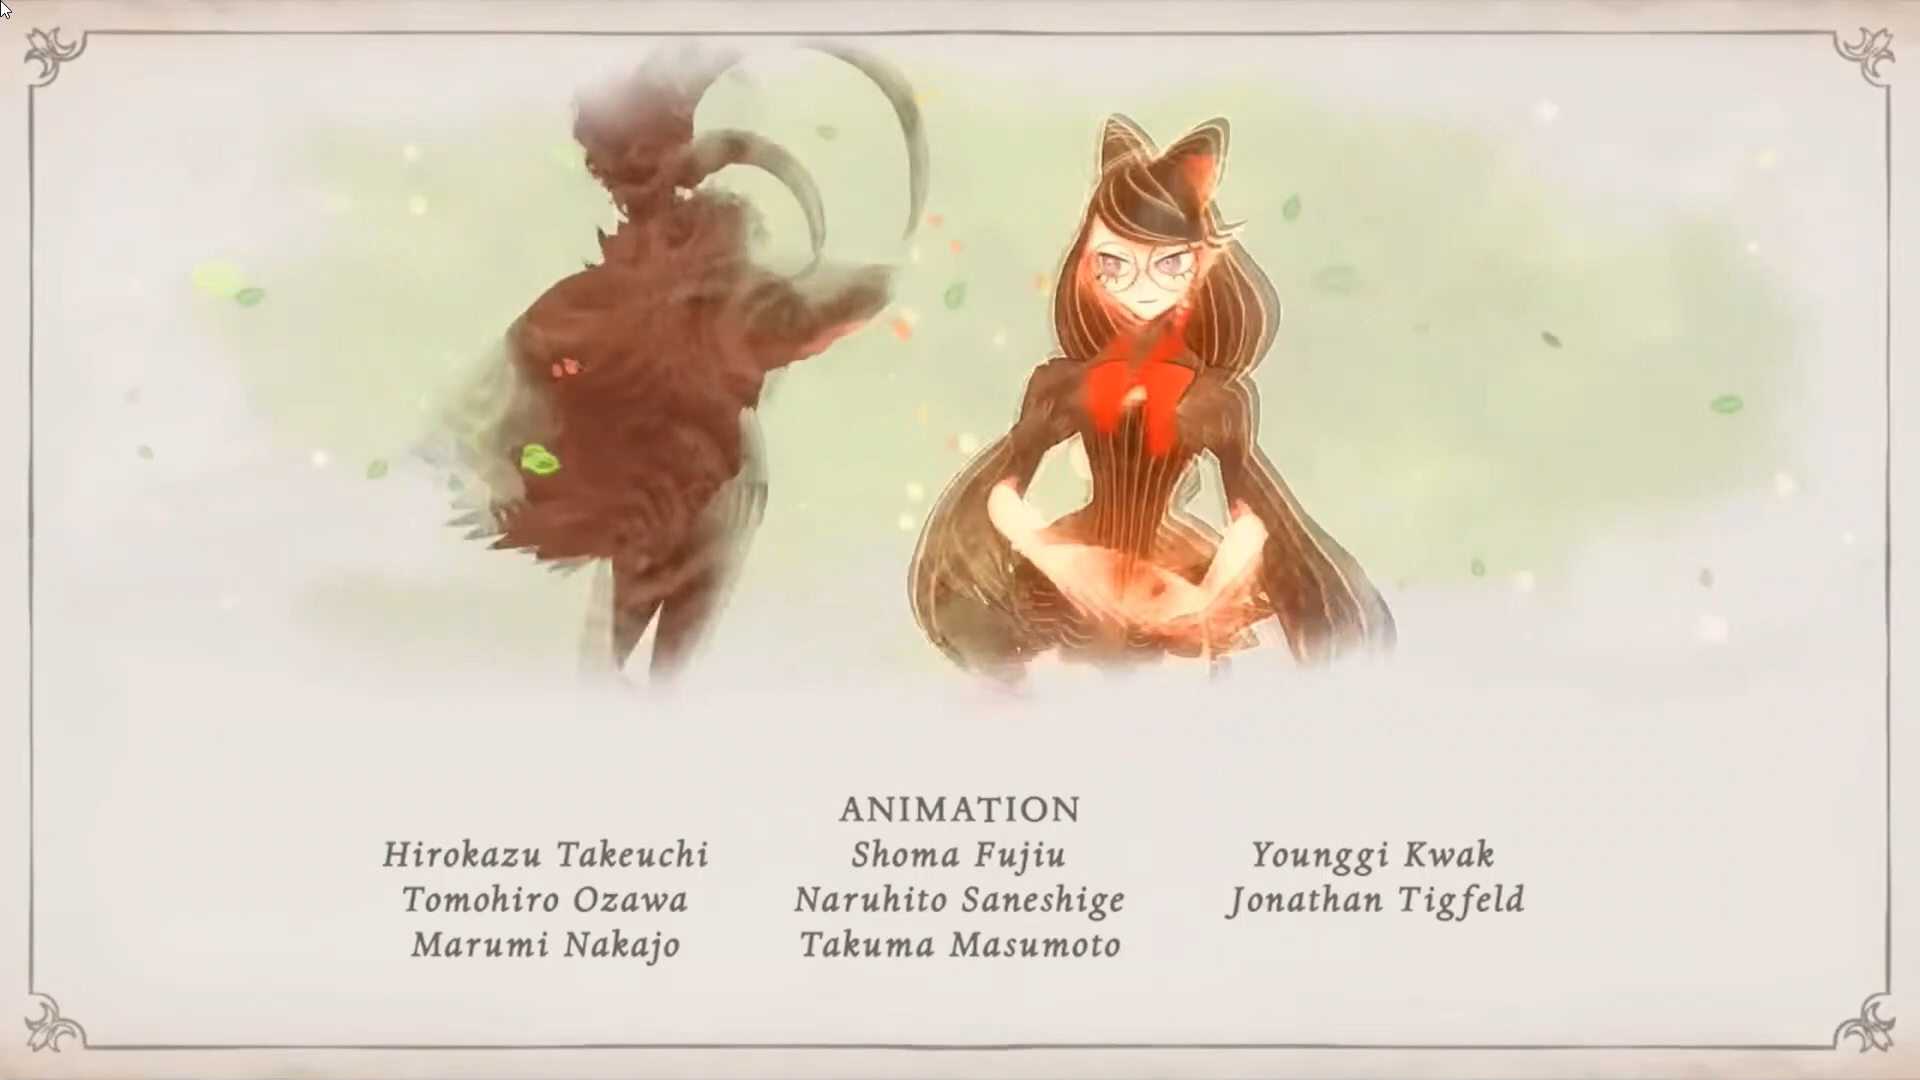 ANIMATION
Hirokazu Takeuchi
Tomohiro Ozawa
Marumi Nakajo
Shoma Fujiu
Naruhito Saneshige
Takuma Masumoto
Younggi Kwak
Jonathan Tigfeld